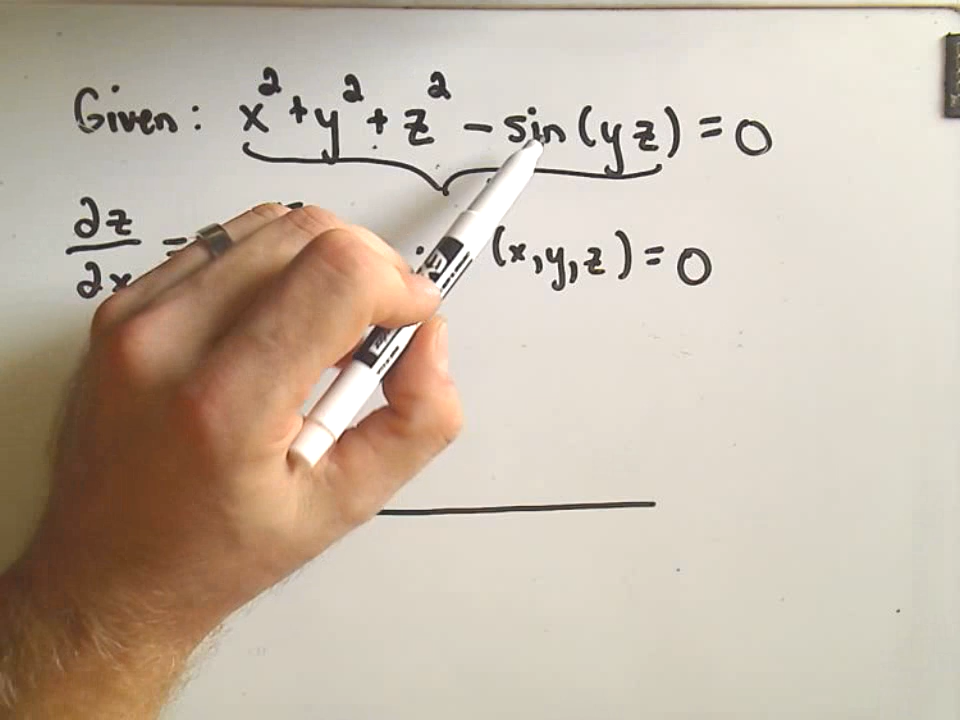 Given: x² + y² + z² - sin(yz) = 0
∂z/∂x = (x,y,z) = 0